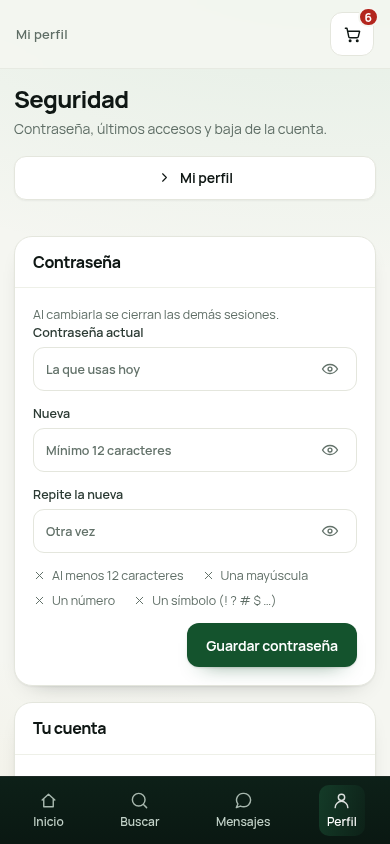 Mi perfil
6
Seguridad
Contraseña, últimos accesos y baja de la cuenta.
Mi perfil
Contraseña
Al cambiarla se cierran las demás sesiones.
Contraseña actual
La que usas hoy
Nueva
Mínimo 12 caracteres
Repite la nueva
Otra vez
Al menos 12 caracteres Una mayúscula
Un número Un símbolo (! ? # $ …)
Guardar contraseña
Tu cuenta
Inicio Buscar Mensajes Perfil